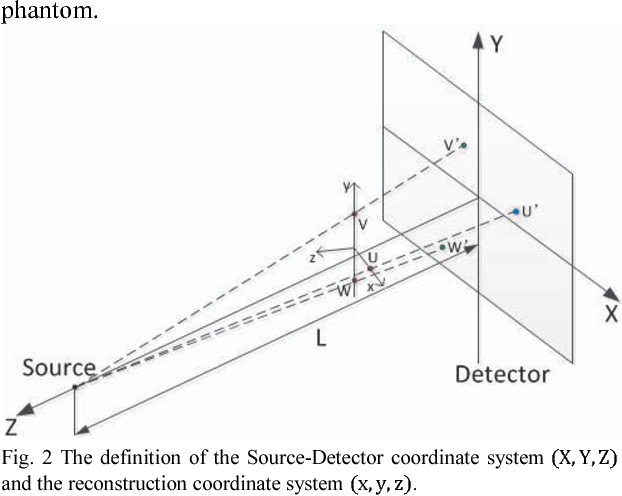 phantom.
Y
V'
y
V
U'
z
U
W'
W
x
X
L
Source
Detector
Z
Fig. 2 The definition of the Source-Detector coordinate system (X, Y, Z)
and the reconstruction coordinate system (x, y, z).